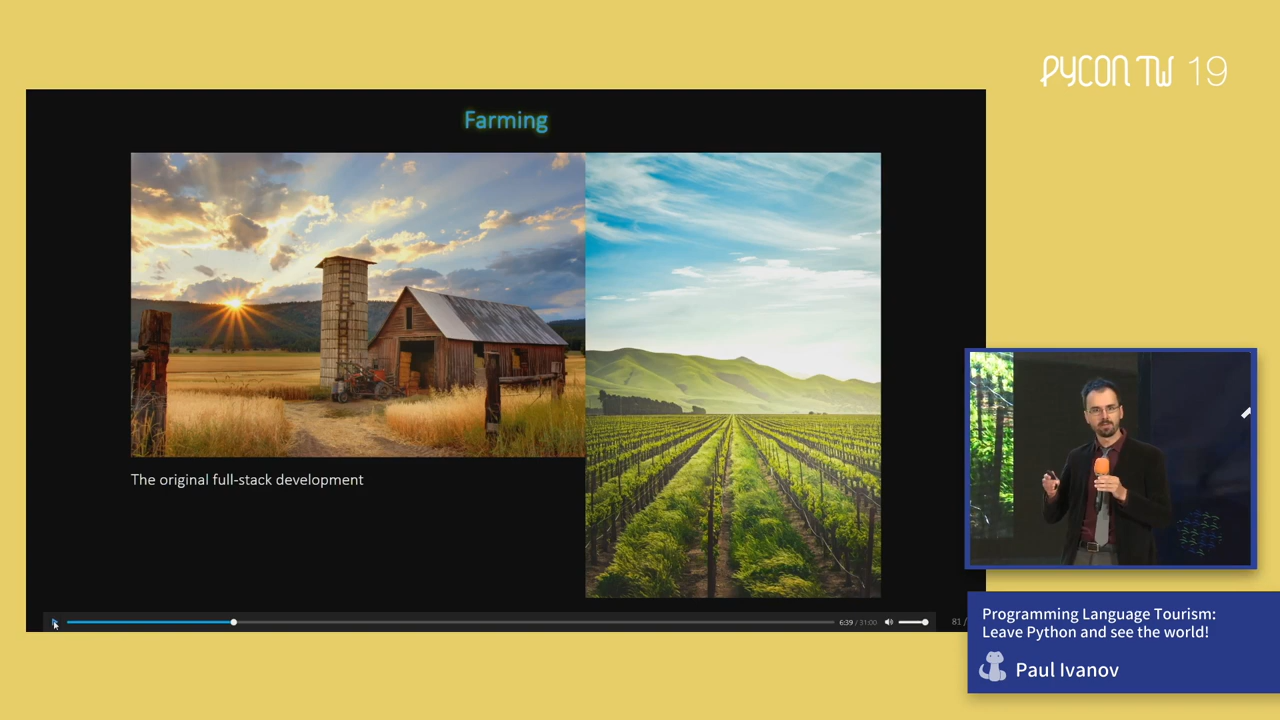 PYCON TW 19
Farming
The original full-stack development
6:39 / 31:00
81 /
Programming Language Tourism:
Leave Python and see the world!
Paul Ivanov